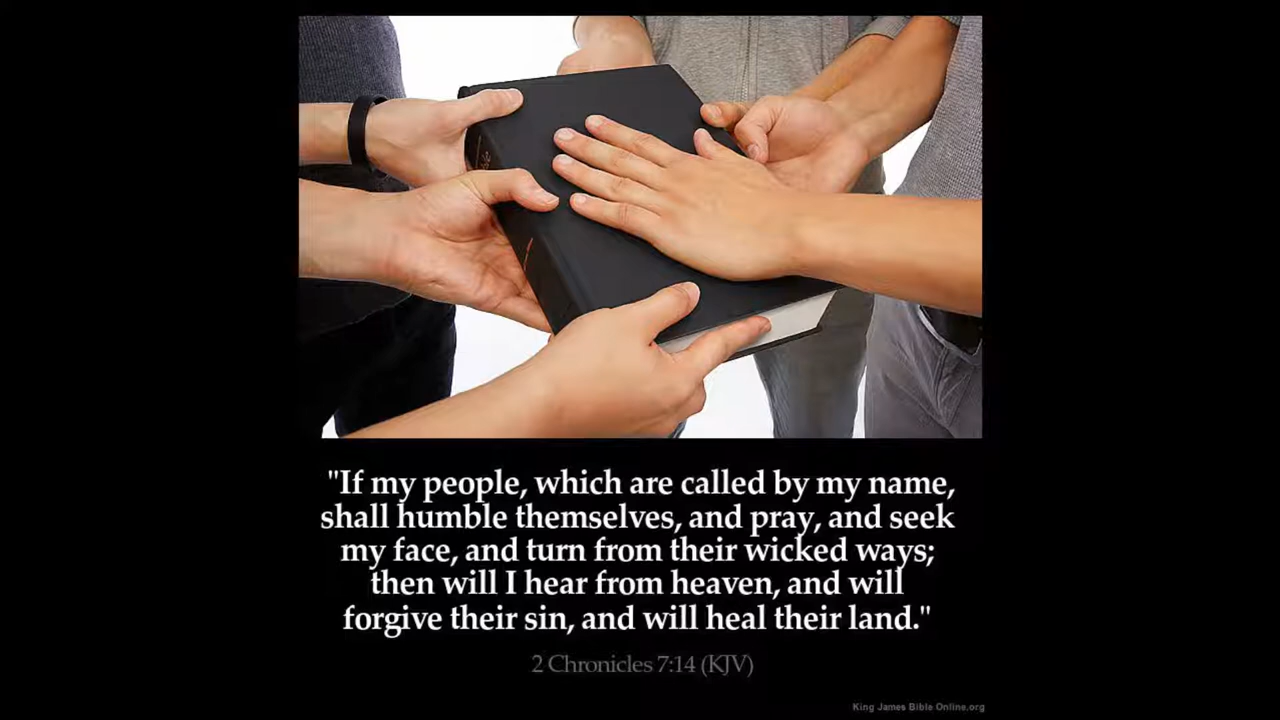 "If my people, which are called by my name,
shall humble themselves, and pray, and seek
my face, and turn from their wicked ways;
then will I hear from heaven, and will
forgive their sin, and will heal their land."
2 Chronicles 7:14 (KJV)
King James Bible Online.org